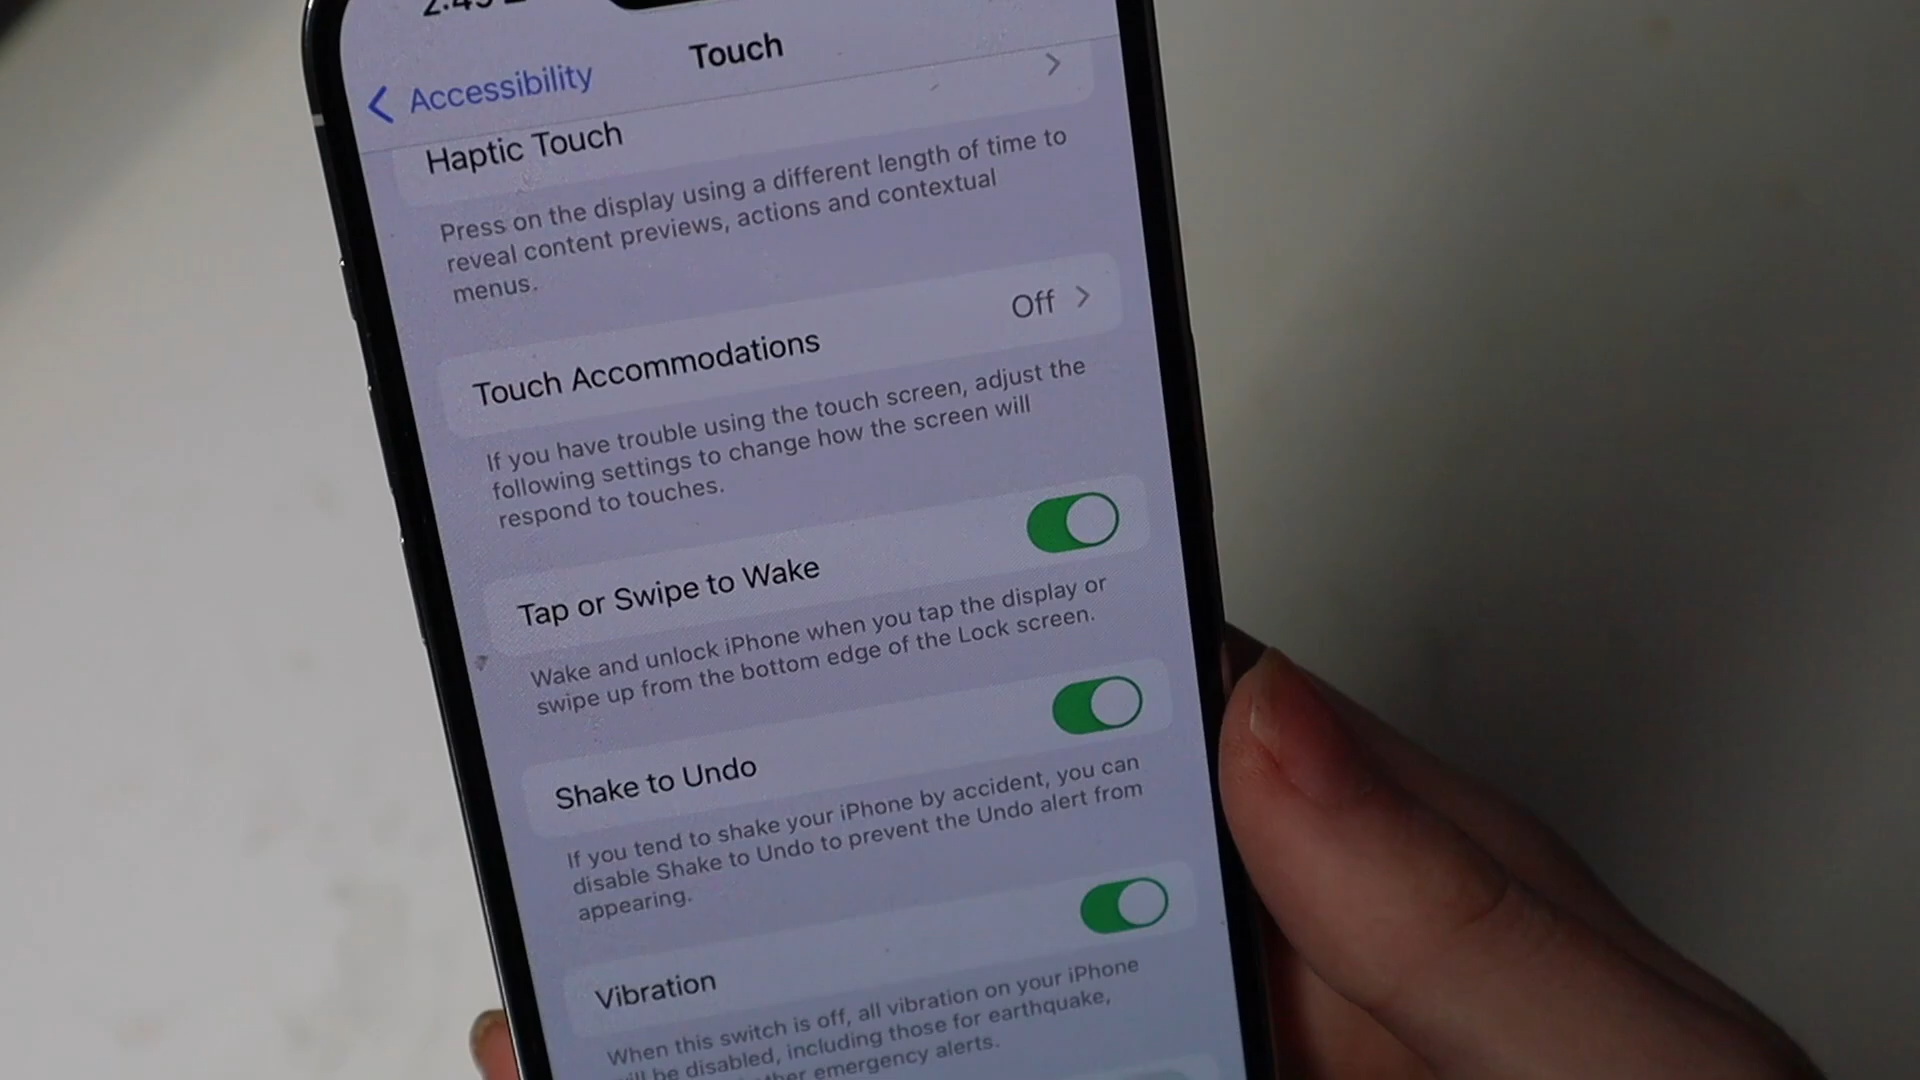 Touch
Accessibility
Haptic Touch
Press on the display using a different length of time to
reveal content previews, actions and contextual
menus.
Touch Accommodations
Off
If you have trouble using the touch screen, adjust the
following settings to change how the screen will
respond to touches.
Tap or Swipe to Wake
Wake and unlock iPhone when you tap the display or
swipe up from the bottom edge of the Lock screen.
Shake to Undo
If you tend to shake your iPhone by accident, you can
disable Shake to Undo to prevent the Undo alert from
appearing.
Vibration
When this switch is off, all vibration on your iPhone
be disabled, including those for earthquake,
emergency alerts.